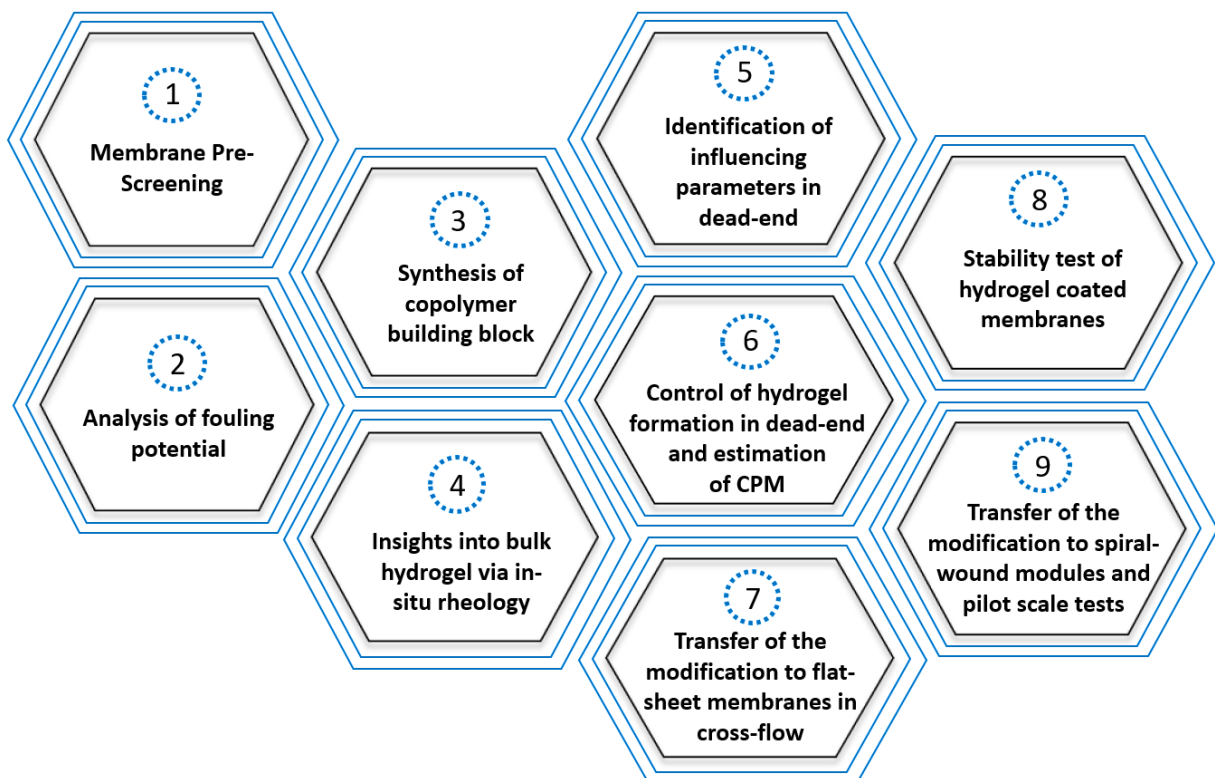 1
Membrane Pre-
Screening
2
Analysis of fouling
potential
3
Synthesis of
copolymer
building block
4
Insights into bulk
hydrogel via in-
situ rheology
5
Identification of
influencing
parameters in
dead-end
6
Control of hydrogel
formation in dead-end
and estimation
of CPM
7
Transfer of the
modification to flat-
sheet membranes in
cross-flow
8
Stability test of
hydrogel coated
membranes
9
Transfer of the
modification to spiral-
wound modules and
pilot scale tests